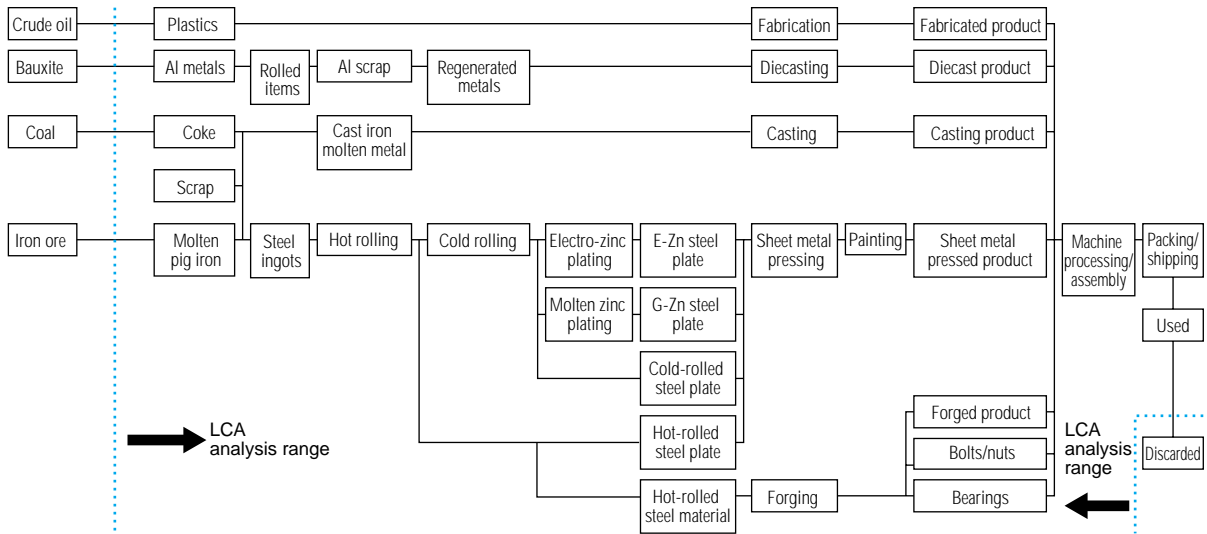 Crude oil
Plastics
Fabrication
Fabricated product
Bauxite
Al metals
Rolled
items
Al scrap
Regenerated
metals
Diecasting
Diecast product
Coal
Coke
Cast iron
molten metal
Casting
Casting product
Scrap
Iron ore
Molten
pig iron
Steel
ingots
Hot rolling
Cold rolling
Electro-zinc
plating
E-Zn steel
plate
Sheet metal
pressing
Painting
Sheet metal
pressed product
Machine
processing/
assembly
Packing/
shipping
Molten zinc
plating
G-Zn steel
plate
Used
Cold-rolled
steel plate
LCA
analysis range
Hot-rolled
steel plate
Forged product
Bolts/nuts
LCA
analysis
range
Discarded
Hot-rolled
steel material
Forging
Bearings